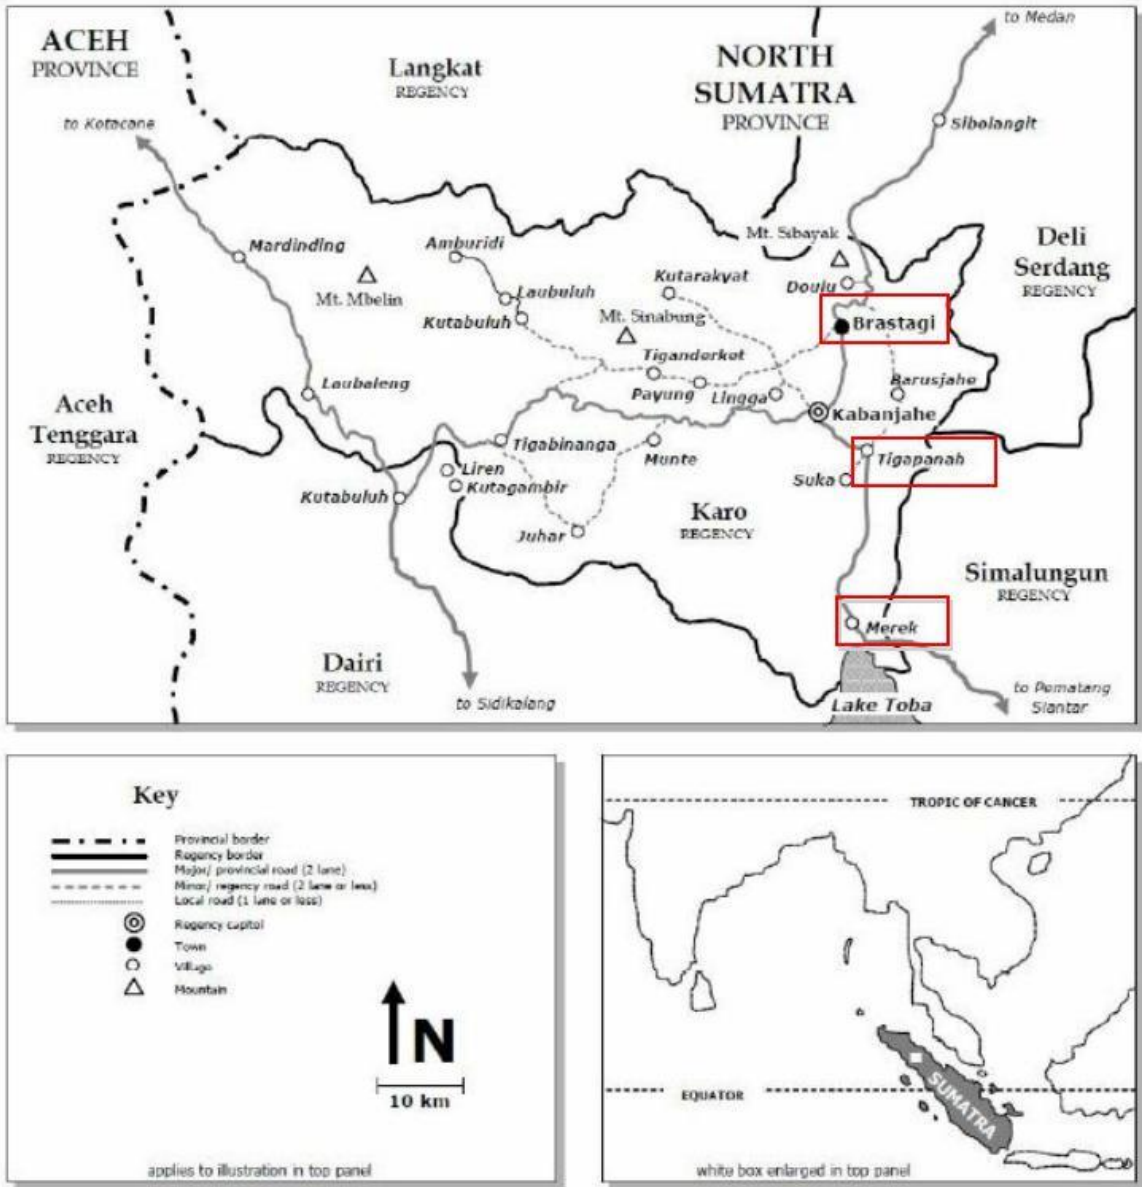 ACEH
PROVINCE
Langkat
REGENCY
NORTH
SUMATRA
PROVINCE
to Medan
to Kotacane
Sibolangit
Mardinding
Amburidi
Mt. Sibayak
Deli
Serdang
REGENCY
Mt. Mbelin
Laubuluh
Kutarakyat
Doulu
Kutabuluh
Mt. Sinabung
Brastagi
Tiganderket
Laubaleng
Payung
Lingga
Barusjahe
Aceh
Tenggara
REGENCY
Kabanjahe
Tigabinanga
Munte
Tigapanah
Liren
Suka
Kutabuluh
Kutagambir
Juhar
Karo
REGENCY
Simalungun
REGENCY
Merek
Dairi
REGENCY
to Sidikalang
to Pematang
Siantar
Lake Toba
Key
Provincial border
Regency border
Major/ provincial road (2 lane)
Minor/ regency road (2 lane or less)
Local road (1 lane or less)
Regency capitol
Town
Village
Mountain
N
10 km
applies to illustration in top panel
TROPIC OF CANCER
EQUATOR
SUMATRA
white box enlarged in top panel